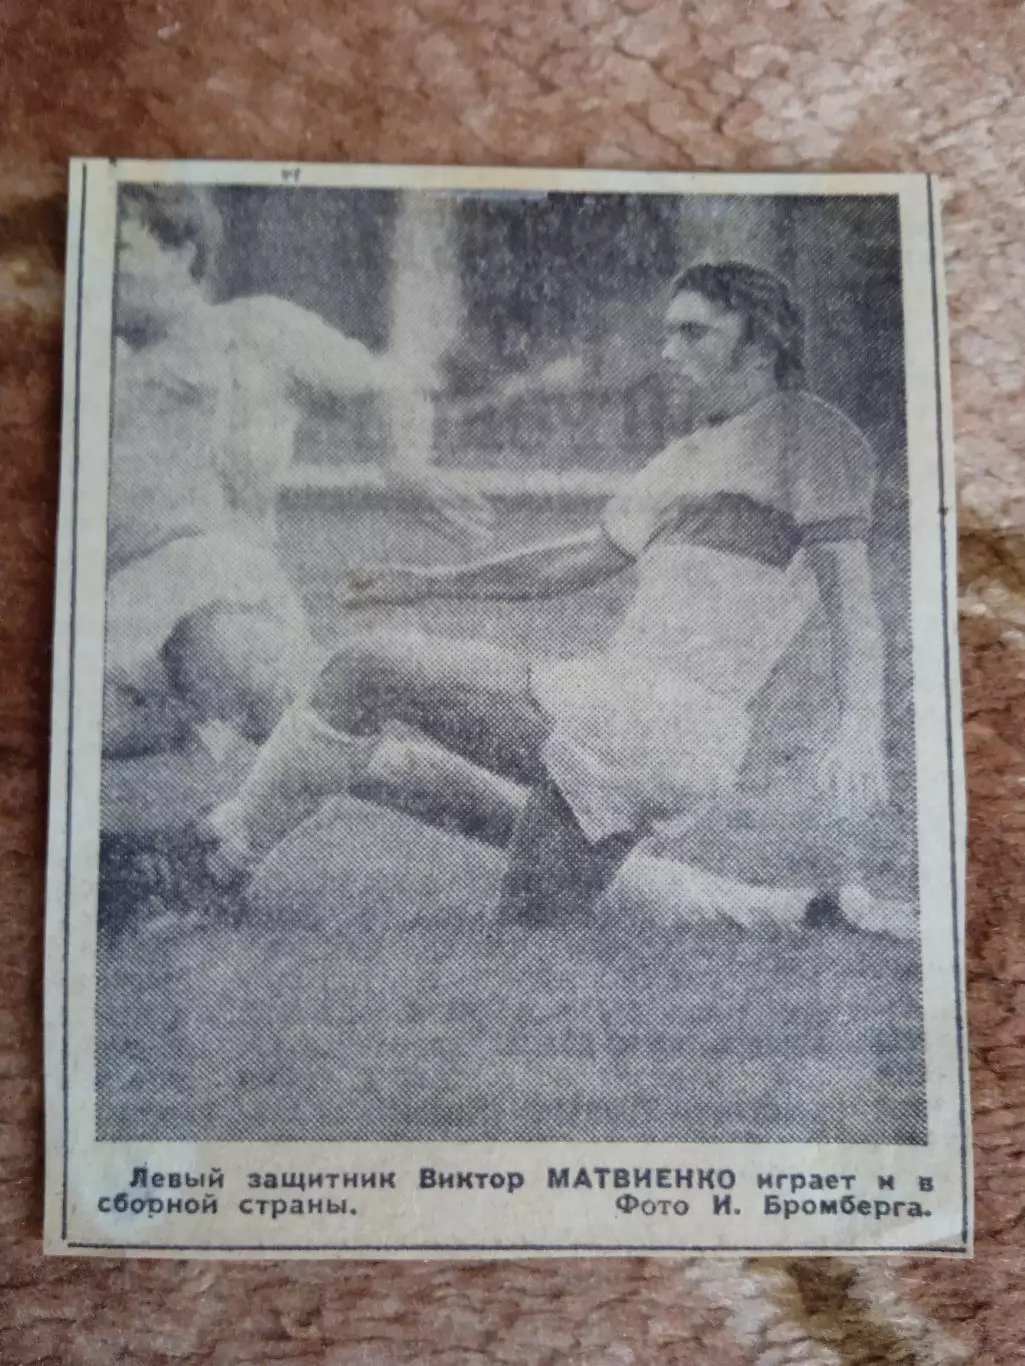 Левый защитник Виктор МАТВИЕНКО играет и в
сборной страны. Фото И. Бромберга.